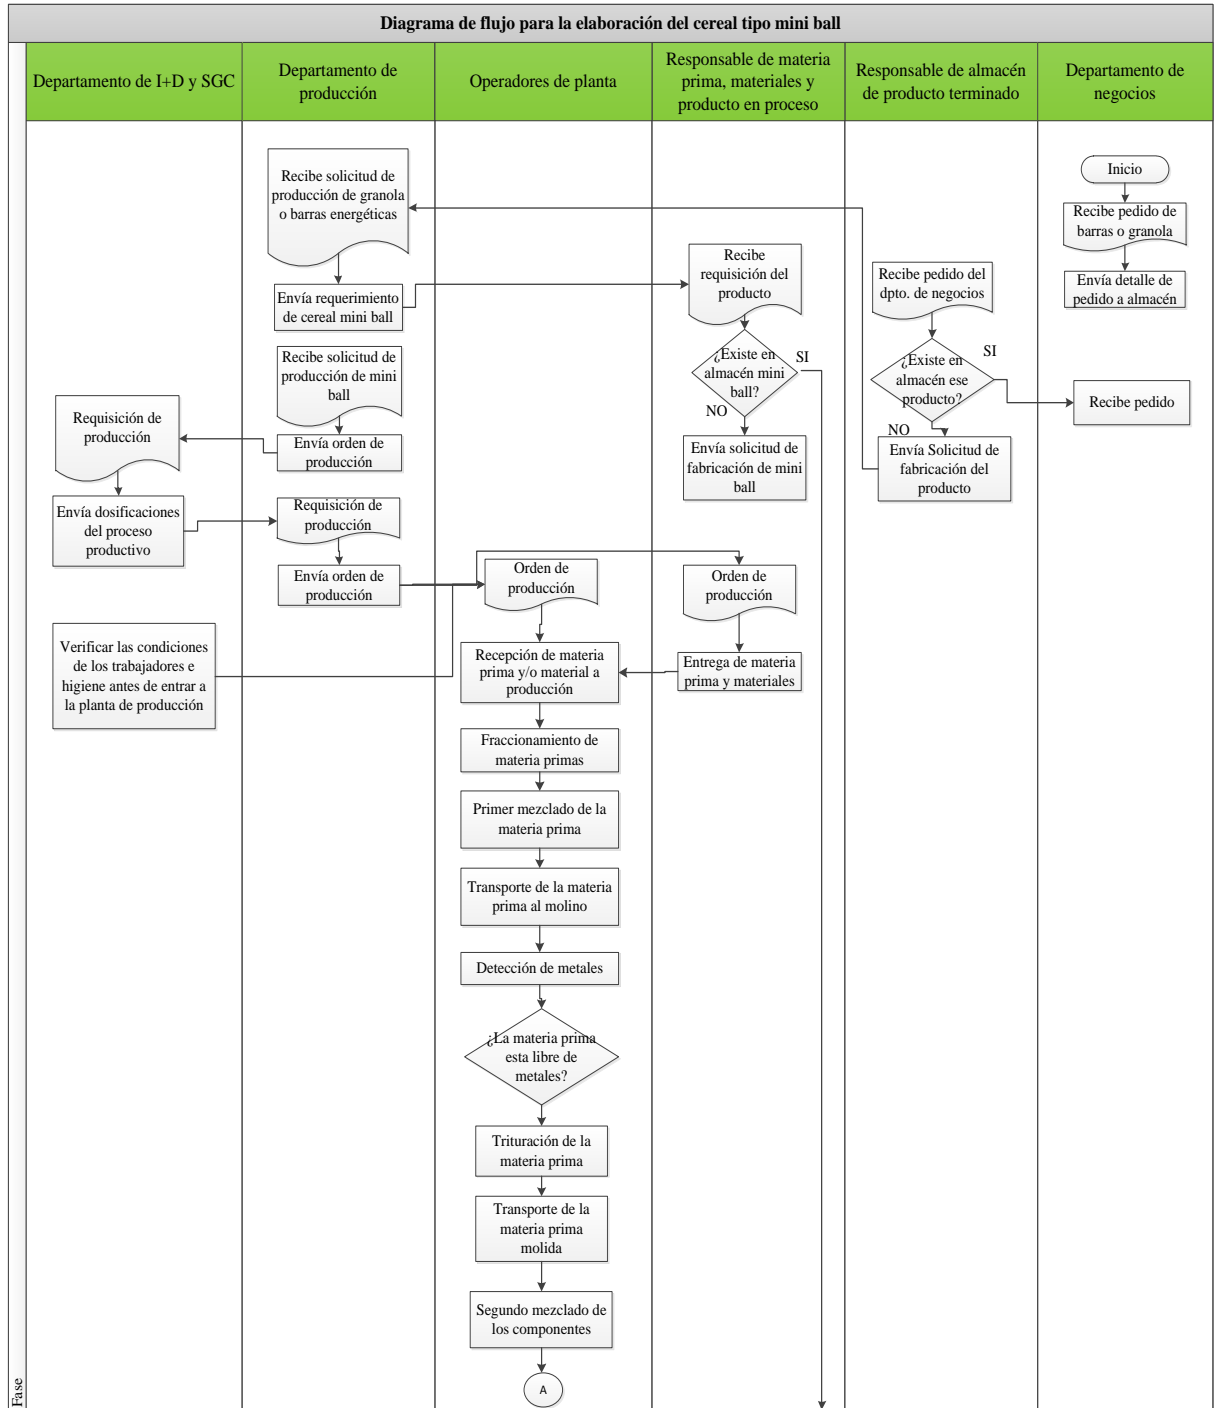 Diagrama de flujo para la elaboración del cereal tipo mini ball
Departamento de I+D y SGC
Departamento de
producción
Operadores de planta
Responsable de materia
prima, materiales y
producto en proceso
Responsable de almacén
de producto terminado
Departamento de
negocios
Inicio
Recibe pedido de
barras o granola
Envía detalle de
pedido a almacén
Recibe pedido del
dpto. de negocios
¿Existe en
almacén ese
producto?
SI
NO
Recibe pedido
Envía Solicitud de
fabricación del
producto
Recibe solicitud de
producción de granola
o barras energéticas
Envía requerimiento
de cereal mini ball
Recibe
requisición del
producto
¿Existe en
almacén mini
ball?
SI
NO
Envía solicitud de
fabricación de mini
ball
Recibe solicitud de
producción de mini
ball
Envía orden de
producción
Requisición de
producción
Envía dosificaciones
del proceso
productivo
Requisición de
producción
Envía orden de
producción
Orden de
producción
Orden de
producción
Verificar las condiciones
de los trabajadores e
higiene antes de entrar a
la planta de producción
Entrega de materia
prima y materiales
Recepción de materia
prima y/o material a
producción
Fraccionamiento de
materia primas
Primer mezclado de la
materia prima
Transporte de la materia
prima al molino
Detección de metales
¿La materia prima
esta libre de
metales?
Trituración de la
materia prima
Transporte de la
materia prima
molida
Segundo mezclado de
los componentes
A
Fase